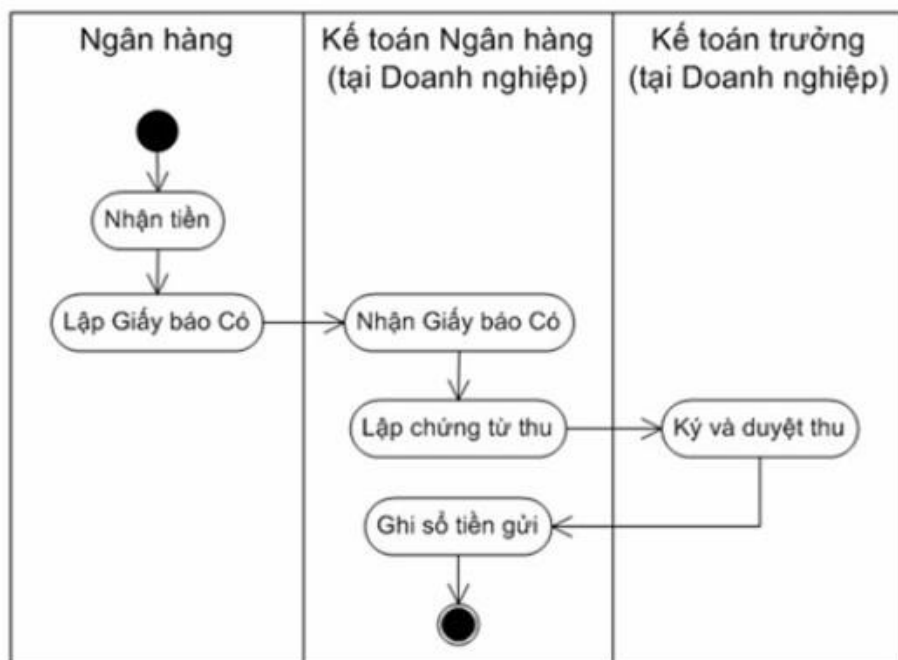 Ngân hàng
Kế toán Ngân hàng
(tại Doanh nghiệp)
Kế toán trưởng
(tại Doanh nghiệp)
Nhận tiền
Lập Giấy báo Có
Nhận Giấy báo Có
Lập chứng từ thu
Ký và duyệt thu
Ghi sổ tiền gửi